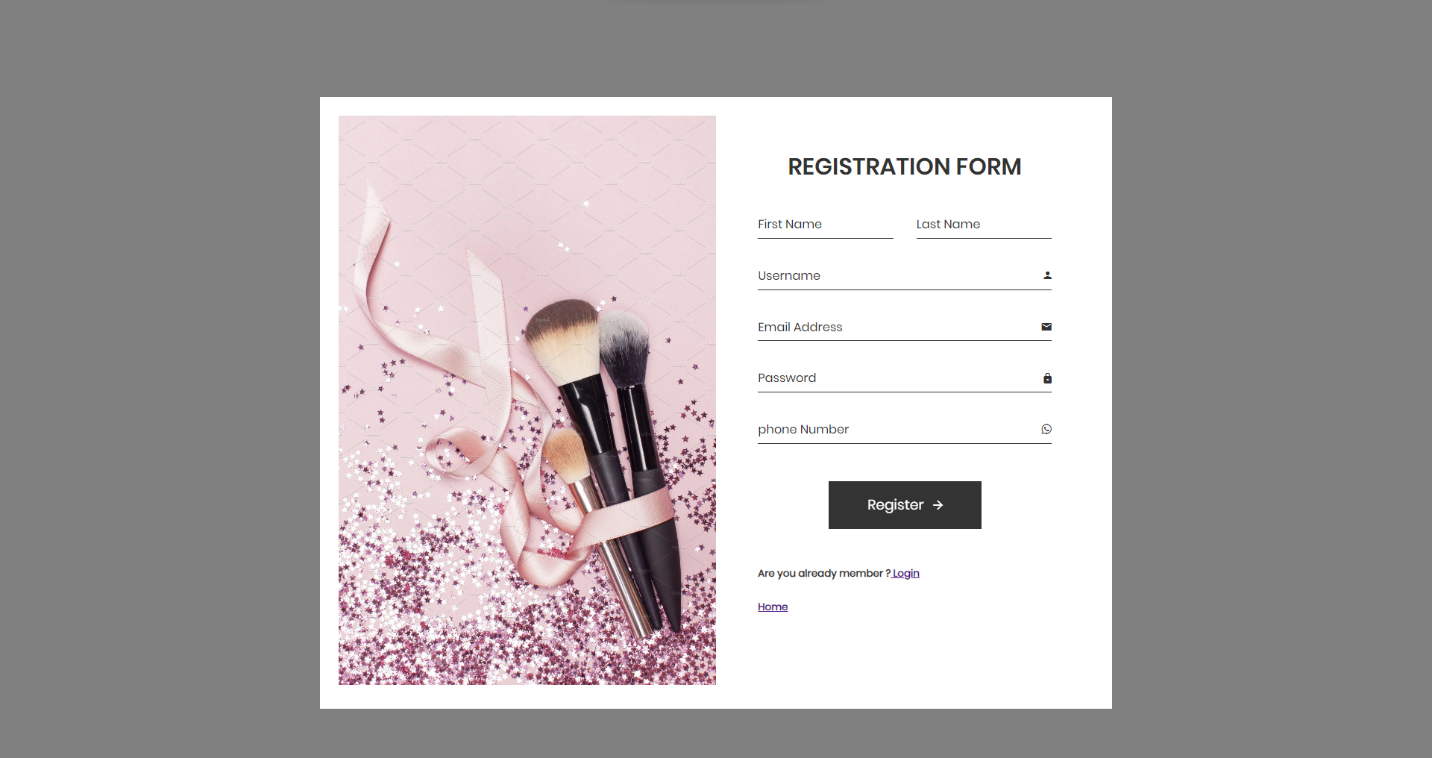 REGISTRATION FORM
First Name Last Name
Username
Email Address
Password
phone Number
Register →
Are you already member ? Login
Home